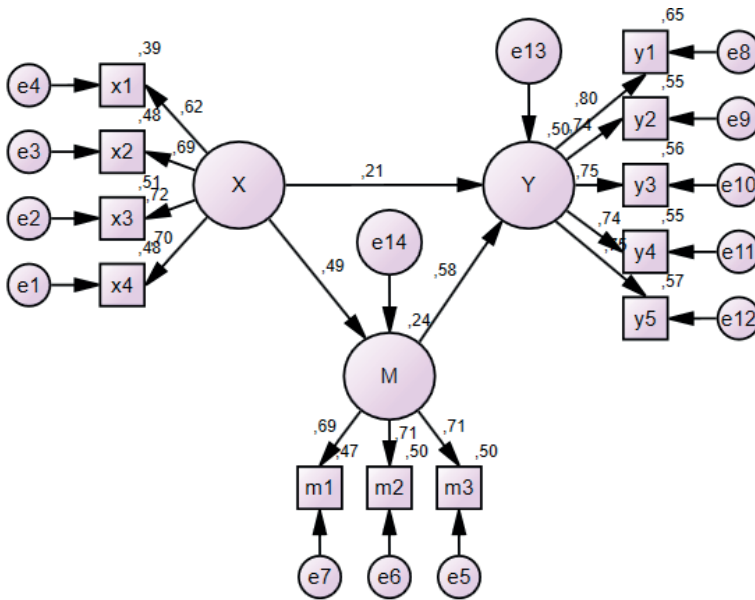 ,65
,39
e13
y1
e8
e4
x1
,80
,55
,62
,48
,50
,74
y2
e9
e3
x2
,69
,56
,51
,21
,75
X
Y
y3
e10
,72
e2
x3
,74
,55
,48
,70
e14
,75
y4
e11
,49
,58
,57
e1
x4
,24
y5
e12
M
,69
,71
,71
,47
,50
,50
m1
m2
m3
e7
e6
e5